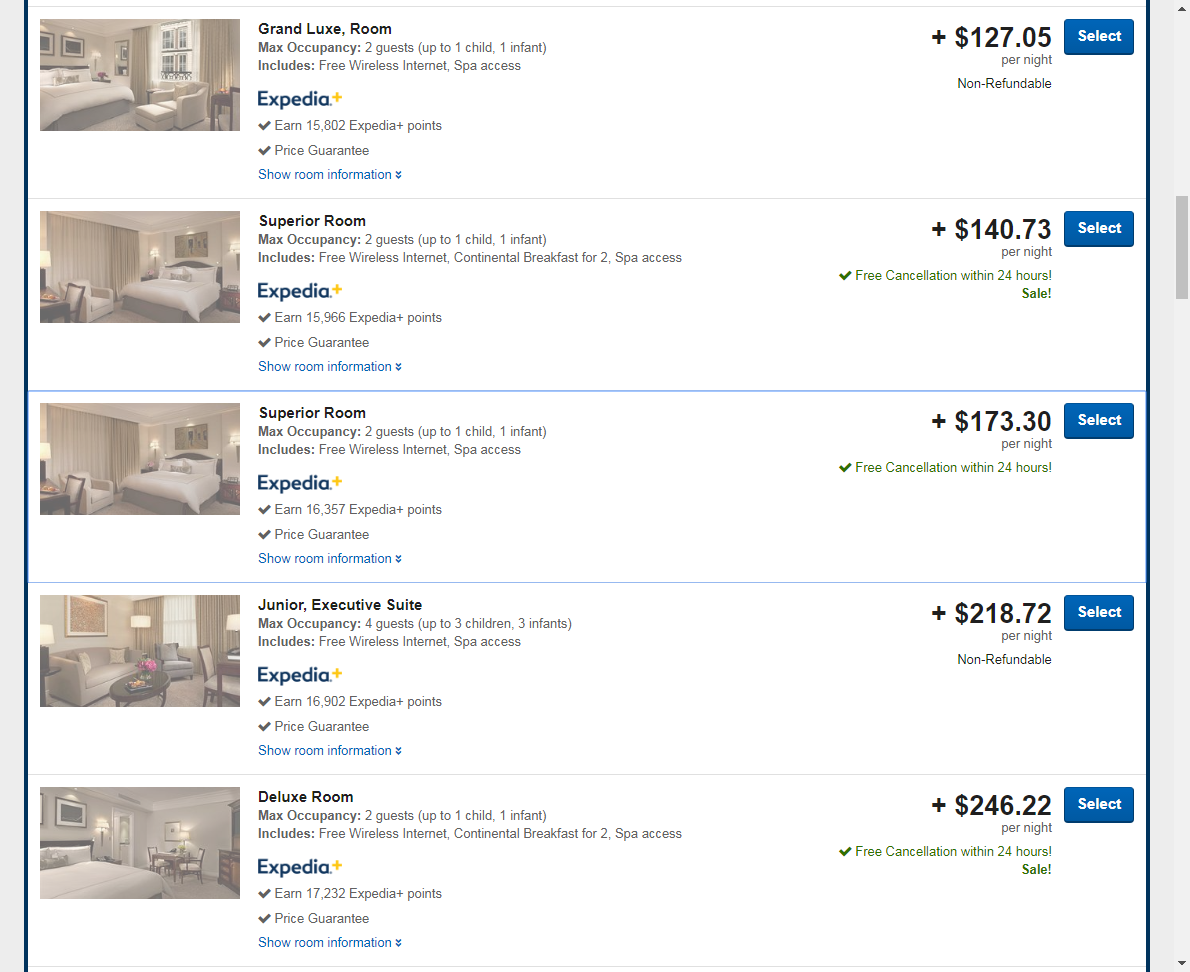 Grand Luxe, Room
Max Occupancy: 2 guests (up to 1 child, 1 infant)
Includes: Free Wireless Internet, Spa access
Expedia.+
Earn 15,802 Expedia+ points
Price Guarantee
Show room information
+ $127.05
per night
Non-Refundable
Select
Superior Room
Max Occupancy: 2 guests (up to 1 child, 1 infant)
Includes: Free Wireless Internet, Continental Breakfast for 2, Spa access
Expedia.+
Earn 15,966 Expedia+ points
Price Guarantee
Show room information
+ $140.73
per night
Free Cancellation within 24 hours!
Sale!
Select
Superior Room
Max Occupancy: 2 guests (up to 1 child, 1 infant)
Includes: Free Wireless Internet, Spa access
Expedia.+
Earn 16,357 Expedia+ points
Price Guarantee
Show room information
+ $173.30
per night
Free Cancellation within 24 hours!
Select
Junior, Executive Suite
Max Occupancy: 4 guests (up to 3 children, 3 infants)
Includes: Free Wireless Internet, Spa access
Expedia.+
Earn 16,902 Expedia+ points
Price Guarantee
Show room information
+ $218.72
per night
Non-Refundable
Select
Deluxe Room
Max Occupancy: 2 guests (up to 1 child, 1 infant)
Includes: Free Wireless Internet, Continental Breakfast for 2, Spa access
Expedia.+
Earn 17,232 Expedia+ points
Price Guarantee
Show room information
+ $246.22
per night
Free Cancellation within 24 hours!
Sale!
Select